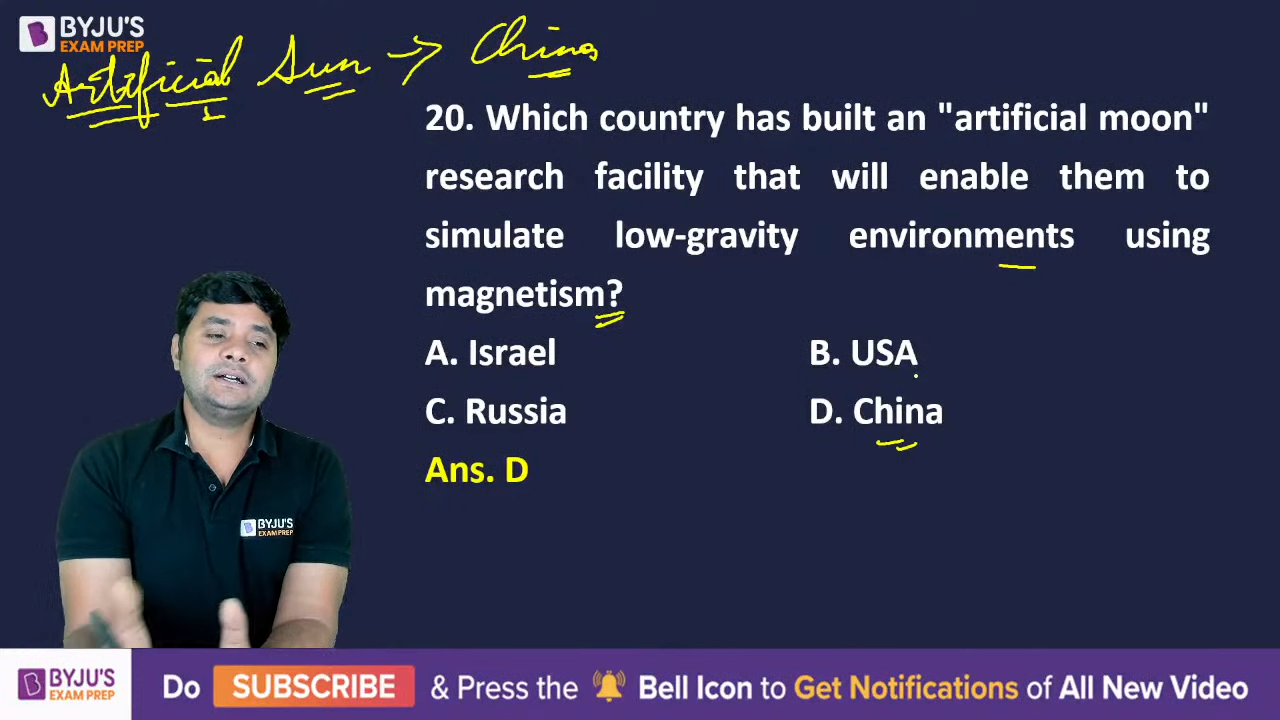 BYJU'S
EXAM PREP
Artificial Sun → China
20. Which country has built an "artificial moon"
research facility that will enable them to
simulate low-gravity environments using
magnetism?
A. Israel
B. USA
C. Russia
D. China
Ans. D
BYJU'S
EXAM PREP
BYJU'S
EXAM PREP
Do SUBSCRIBE & Press the Bell Icon to Get Notifications of All New Video